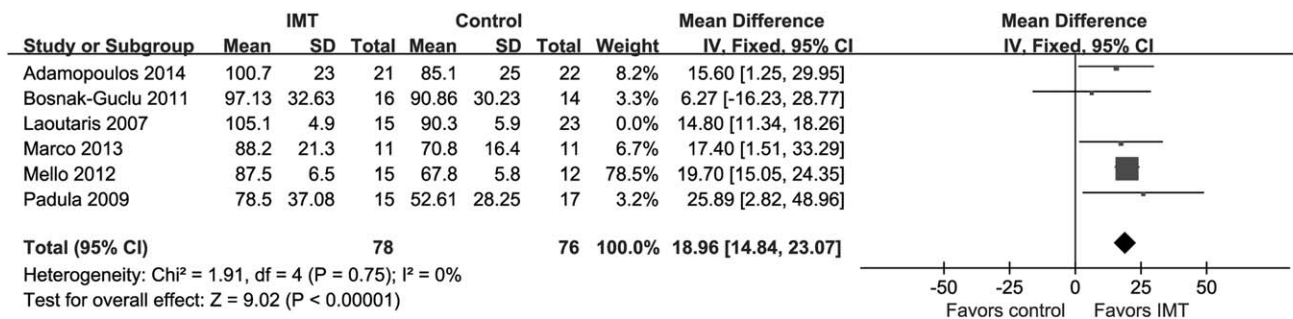 IMT Control Mean Difference Mean Difference
Study or Subgroup Mean SD Total Mean SD Total Weight IV, Fixed, 95% CI IV, Fixed, 95% CI
Adamopoulos 2014 100.7 23 21 85.1 25 22 8.2% 15.60 [1.25, 29.95]
Bosnak-Guclu 2011 97.13 32.63 16 90.86 30.23 14 3.3% 6.27 [-16.23, 28.77]
Laoutaris 2007 105.1 4.9 15 90.3 5.9 23 0.0% 14.80 [11.34, 18.26]
Marco 2013 88.2 21.3 11 70.8 16.4 11 6.7% 17.40 [1.51, 33.29]
Mello 2012 87.5 6.5 15 67.8 5.8 12 78.5% 19.70 [15.05, 24.35]
Padula 2009 78.5 37.08 15 52.61 28.25 17 3.2% 25.89 [2.82, 48.96]
Total (95% CI) 78 76 100.0% 18.96 [14.84, 23.07]
Heterogeneity: Chi² = 1.91, df = 4 (P = 0.75); I² = 0%
Test for overall effect: Z = 9.02 (P < 0.00001)
-50 -25 0 25 50
Favors control Favors IMT